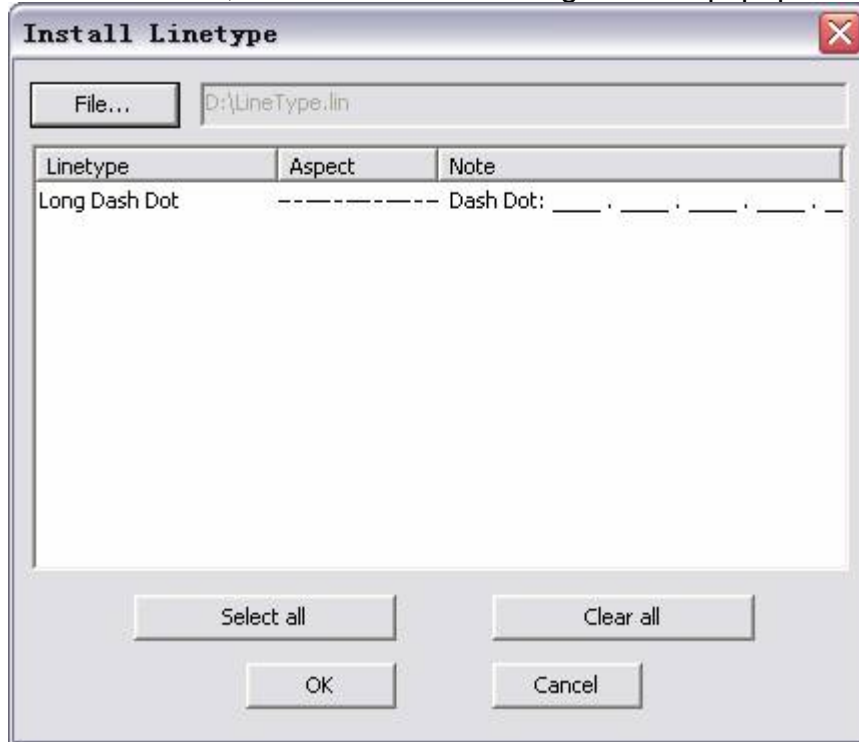 Install Linetype
File... D:\LineType.lin
Linetype Aspect Note
Long Dash Dot ------------ Dash Dot: ____ . ____ . ____ . ____ . _
Select all Clear all
OK Cancel